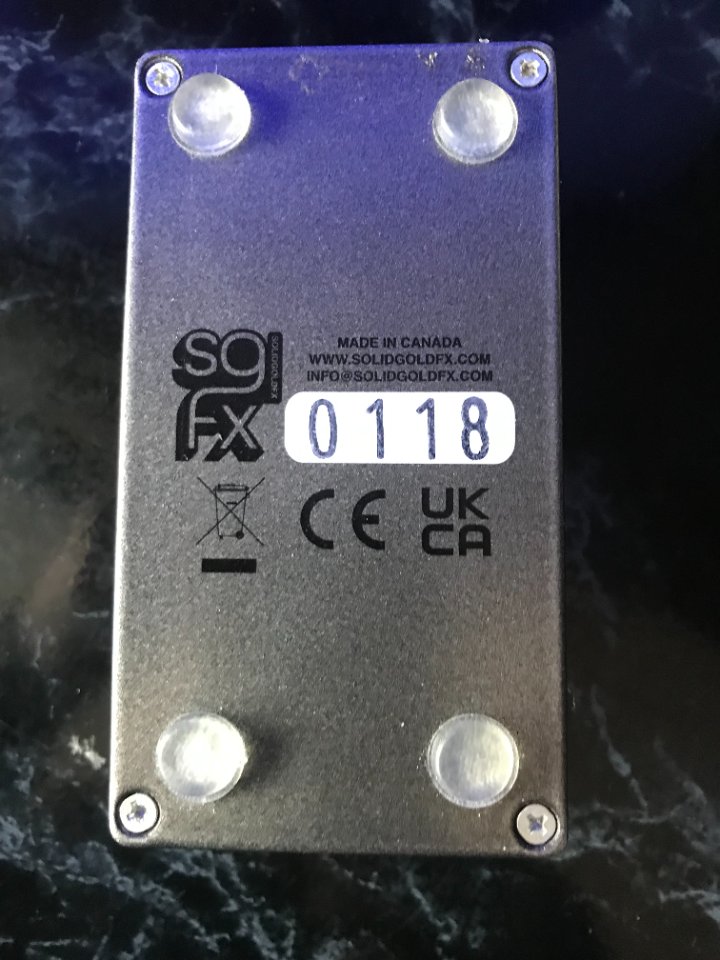 SG
FX
SOLIDGOLDFX
MADE IN CANADA
WWW.SOLIDGOLDFX.COM
INFO@SOLIDGOLDFX.COM
0118
CE
UK
CA